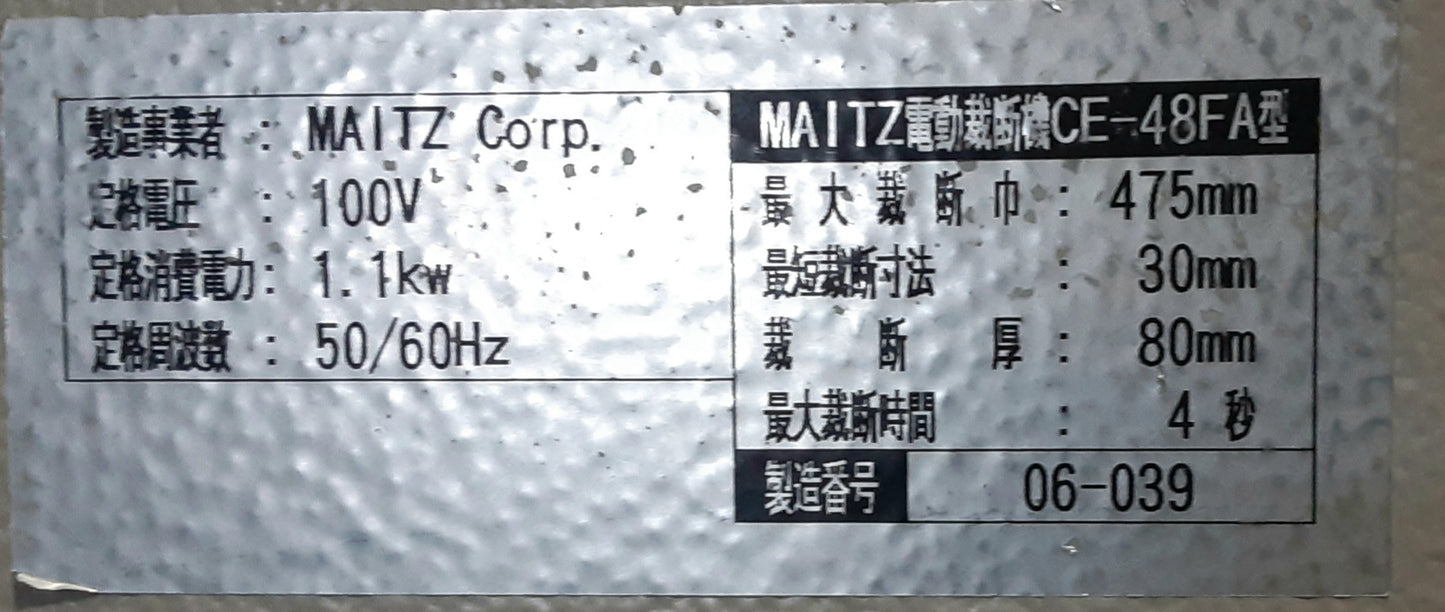 製造事業者 : MAITZ Corp.
定格電圧 : 100V
定格消費電力 : 1.1kw
定格周波数 : 50/60Hz
MAITZ電動裁断機CE-48FA型
最大裁断巾 : 475mm
最短裁断寸法 : 30mm
裁断厚 : 80mm
最大裁断時間 : 4 秒
製造番号 06-039